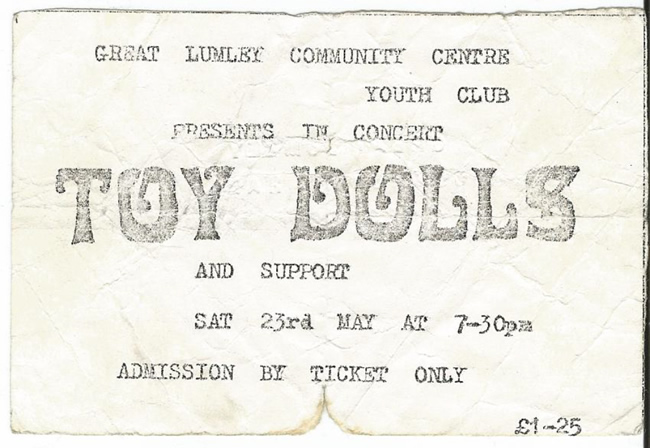 GREAT LUMLEY COMMUNITY CENTRE
YOUTH CLUB
PRESENTS IN CONCERT
TOY DOLLS
AND SUPPORT
SAT 23rd MAY AT 7-30pm
ADMISSION BY TICKET ONLY
£1-25